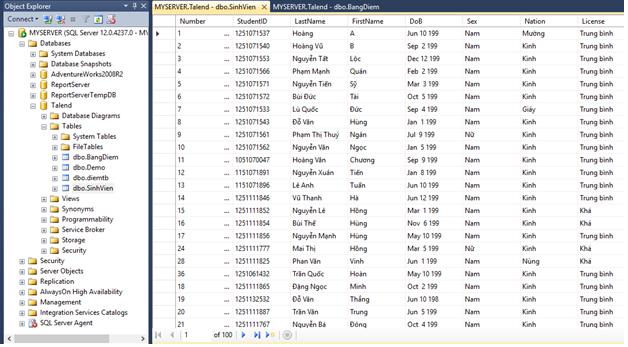 Object Explorer
Connect
MYSERVER (SQL Server 12.0.4237.0 - MY
Databases
System Databases
Database Snapshots
AdventureWorks2008R2
ReportServer
ReportServerTempDB
Talend
Database Diagrams
Tables
System Tables
FileTables
dbo.BangDiem
dbo.Demo
dbo.diemtb
dbo.SinhVien
Views
Synonyms
Programmability
Service Broker
Storage
Security
Security
Server Objects
Replication
AlwaysOn High Availability
Management
Integration Services Catalogs
SQL Server Agent
MYSERVER.Talend - dbo.SinhVien MYSERVER.Talend - dbo.BangDiem
Number StudentID LastName FirstName DoB Sex Nation License
1 ... 1251071537 Hoàng A Jun 10 199 Nam Mường Trung bình
2 ... 1251071540 Hoàng Vũ B Sep 2 199 Nam Kinh Trung bình
3 ... 1251071553 Nguyễn Tất Lộc Dec 12 199 Nam Kinh Trung bình
4 ... 1251071566 Phạm Mạnh Quân Feb 2 199 Nam Kinh Trung bình
5 ... 1251071571 Nguyễn Tiến Sỹ Mar 3 199 Nam Kinh Trung bình
6 ... 1251071572 Bùi Đức Tài Oct 5 199 Nam Kinh Trung bình
7 ... 1251071533 Lù Quốc Đức Sep 4 199 Nam Giáy Trung bình
8 ... 1251071543 Đỗ Văn Hùng Jan 1 199 Nam Kinh Trung bình
9 ... 1251071561 Phạm Thị Thuý Ngân Jul 9 199 Nữ Kinh Trung bình
10 ... 1251071562 Nguyễn Văn Ngọc Jan 5 199 Nam Kinh Trung bình
11 ... 1051070047 Hoàng Văn Chương Sep 9 199 Nam Kinh Trung bình
12 ... 1151071891 Nguyễn Xuân Tiến Jan 8 199 Nam Kinh Trung bình
13 ... 1151071896 Lê Anh Tuấn Jun 10 199 Nam Kinh Trung bình
14 ... 1251111846 Vũ Thanh Hà Jun 12 199 Nam Kinh Trung bình
15 ... 1251111852 Nguyễn Lê Hồng Mar 1 199 Nam Kinh Khá
16 ... 1251111854 Bùi Thế Hùng Nov 6 199 Nam Kinh Khá
17 ... 1251111856 Nguyễn Mạnh Hùng May 10 199 Nam Kinh Trung bình
24 ... 1251111777 Mai Thị Hồng Mar 5 199 Nữ Kinh Khá
28 ... 1251111825 Phan Văn Vinh Jun 1 199 Nam Nùng Khá
36 ... 1251061432 Trần Quốc Hoàn May 10 199 Nam Kinh Trung bình
18 ... 1251111865 Đặng Ngọc Minh Oct 2 199 Nam Kinh Trung bình
19 ... 1251132532 Đỗ Văn Thắng Jun 10 198 Nam Kinh Trung bình
20 ... 1251111887 Trần Văn Trung Jun 5 199 Nam Kinh Trung bình
21 ... 1251111767 Nguyễn Bá Đông Oct 4 199 Nam Kinh Trung bình
1 of 100